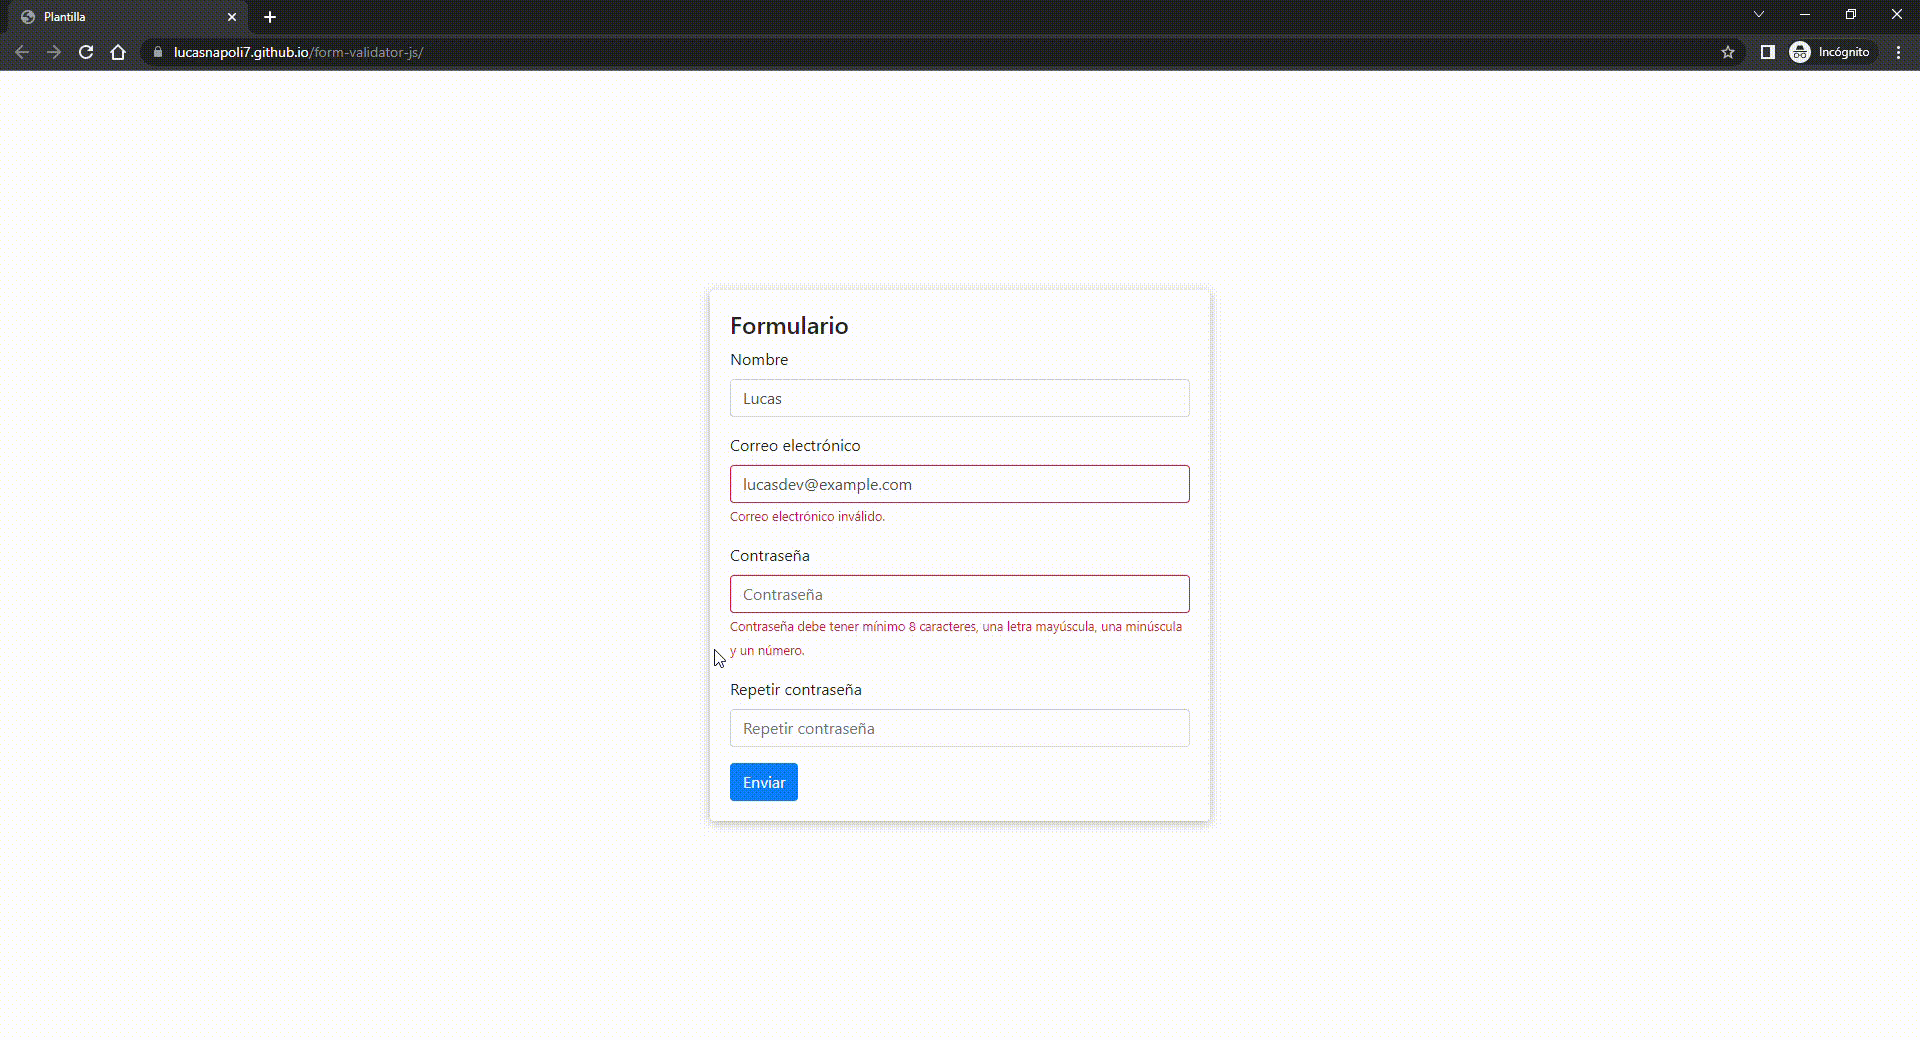 Plantilla
lucasnapoli7.github.io/form-validator-js/
Incógnito
Formulario
Nombre
Lucas
Correo electrónico
lucasdev@example.com
Correo electrónico inválido.
Contraseña
Contraseña
Contraseña debe tener mínimo 8 caracteres, una letra mayúscula, una minúscula
y un número.
Repetir contraseña
Repetir contraseña
Enviar